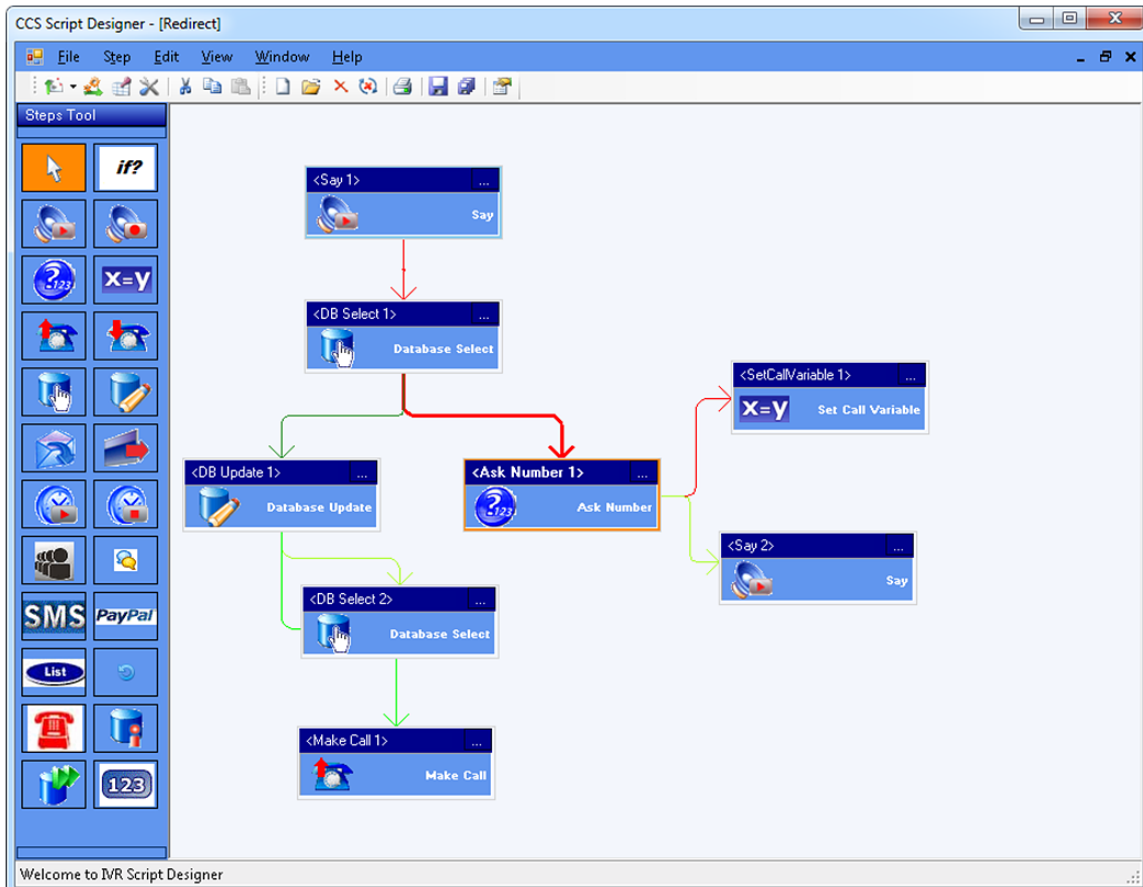 CCS Script Designer - [Redirect]
File Step Edit View Window Help
Steps Tool
if?
?123
x=y
SMS
PayPal
List
123
<Say 1> ...
Say
<DB Select 1> ...
Database Select
<SetCallVariable 1> ...
x=y Set Call Variable
<DB Update 1> ...
Database Update
<Ask Number 1> ...
?123 Ask Number
<Say 2> ...
Say
<DB Select 2> ...
Database Select
<Make Call 1> ...
Make Call
Welcome to IVR Script Designer